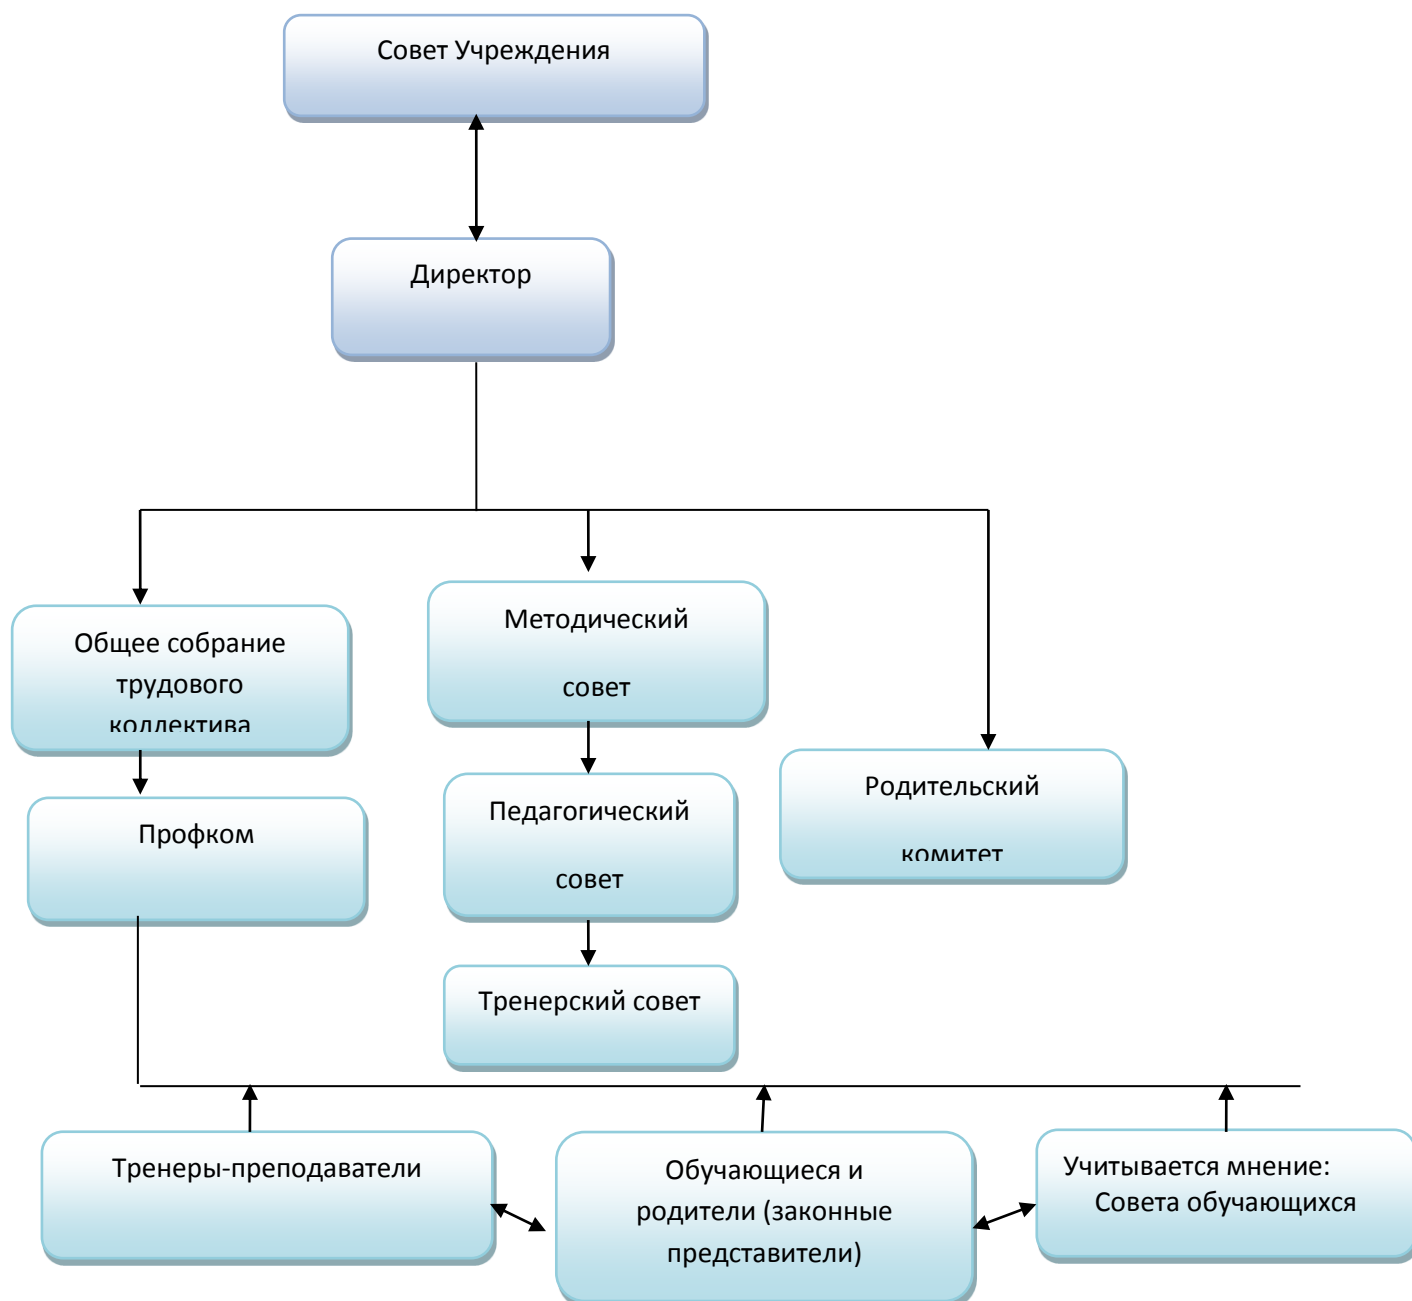 Совет Учреждения
Директор
Общее собрание
трудового
коллектива
Методический
совет
Родительский
комитет
Профком
Педагогический
совет
Тренерский совет
Тренеры-преподаватели
Обучающиеся и
родители (законные
представители)
Учитывается мнение:
Совета обучающихся